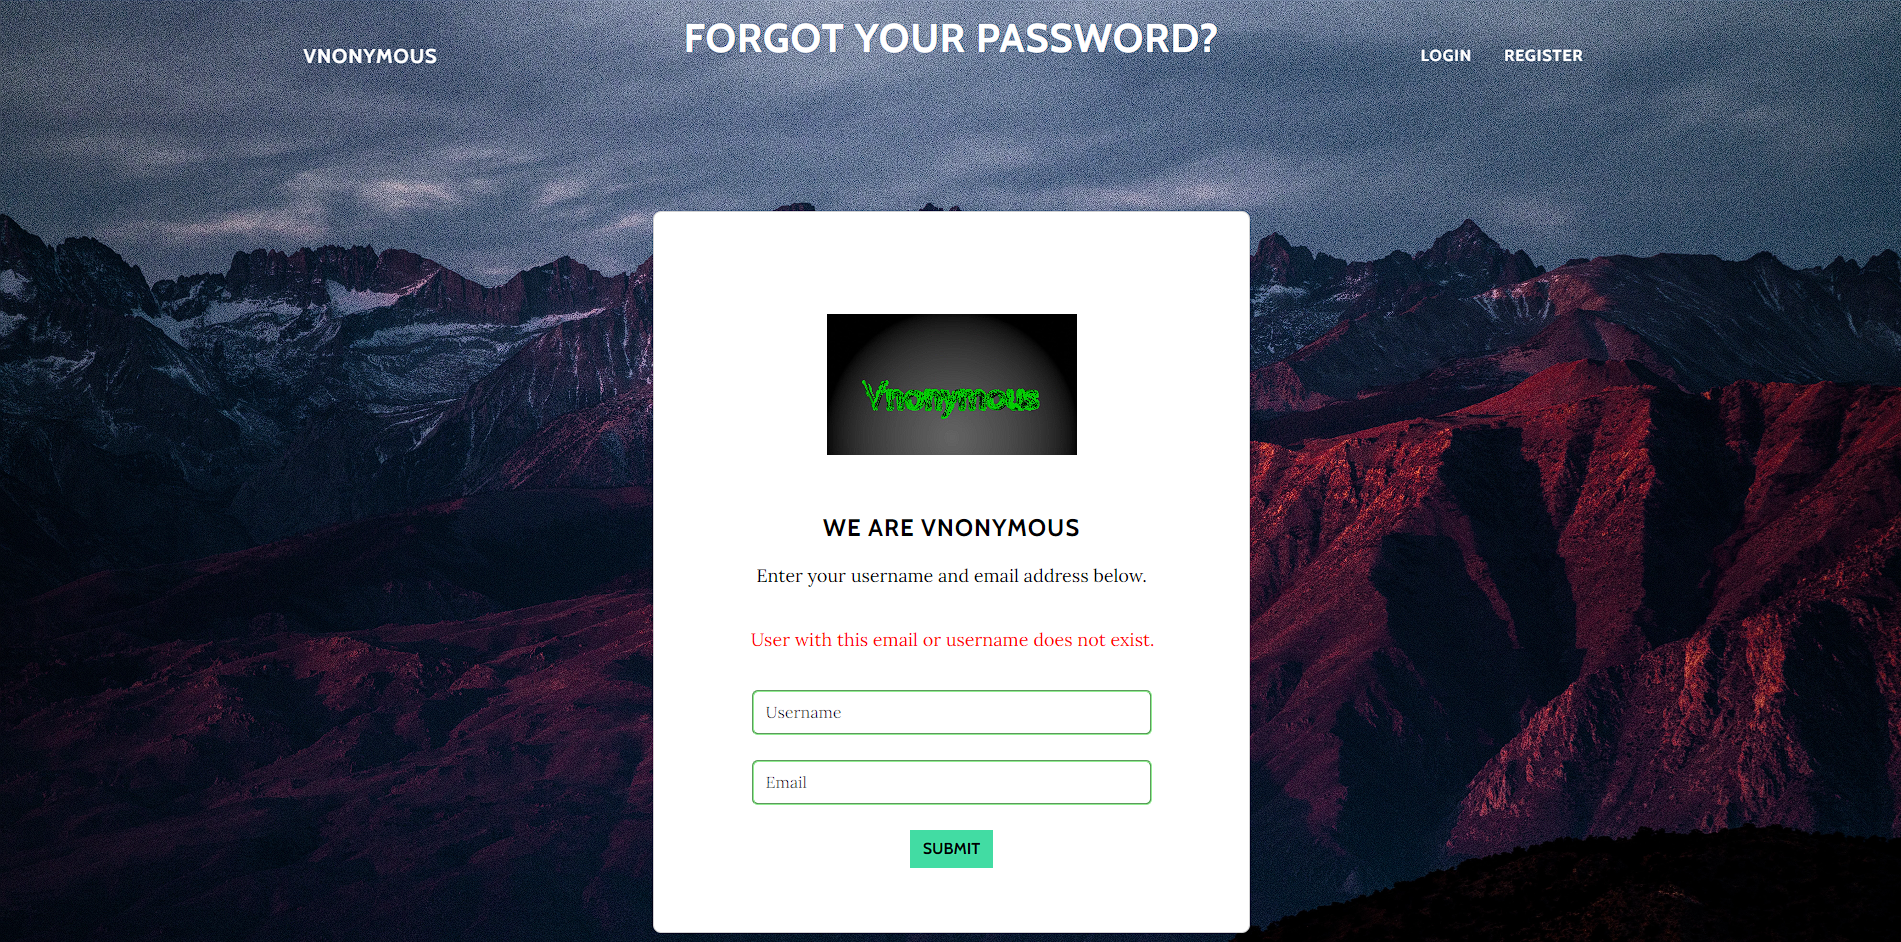 FORGOT YOUR PASSWORD?
VNONYMOUS
LOGIN REGISTER
Vnonymous
WE ARE VNONYMOUS
Enter your username and email address below.
User with this email or username does not exist.
Username
Email
SUBMIT